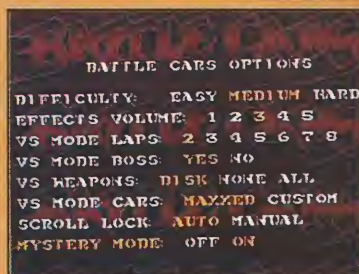 BATTLE CARS OPTIONS
DIFFICULTY: EASY MEDIUM HARD
EFFECTS VOLUME: 1 2 3 4 5
VS MODE LAPS: 2 3 4 5 6 7 8
VS MODE BOSS: YES NO
VS WEAPONS: DISK NONE ALL
VS MODE CARS: MAXXED CUSTOM
SCROLL LOCK: AUTO MANUAL
MYSTERY MODE: OFF ON